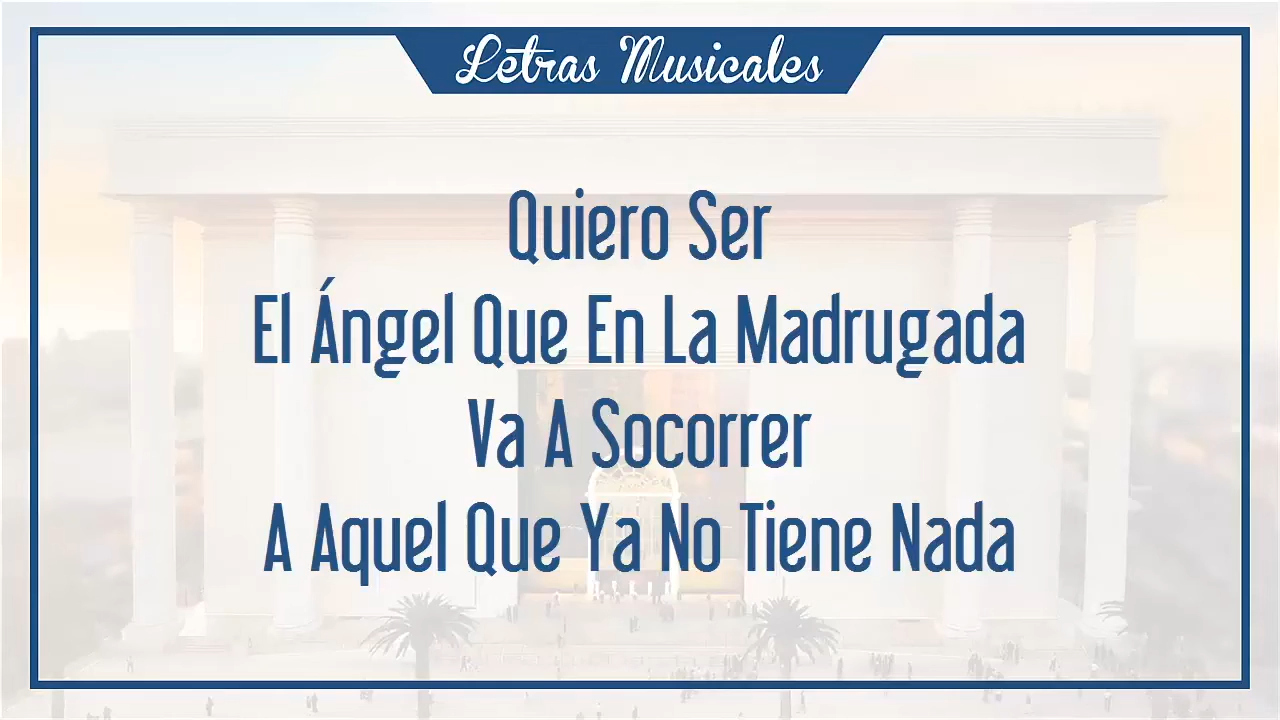 Letras Musicales
Quiero Ser
El Ángel Que En La Madrugada
Va A Socorrer
A Aquel Que Ya No Tiene Nada